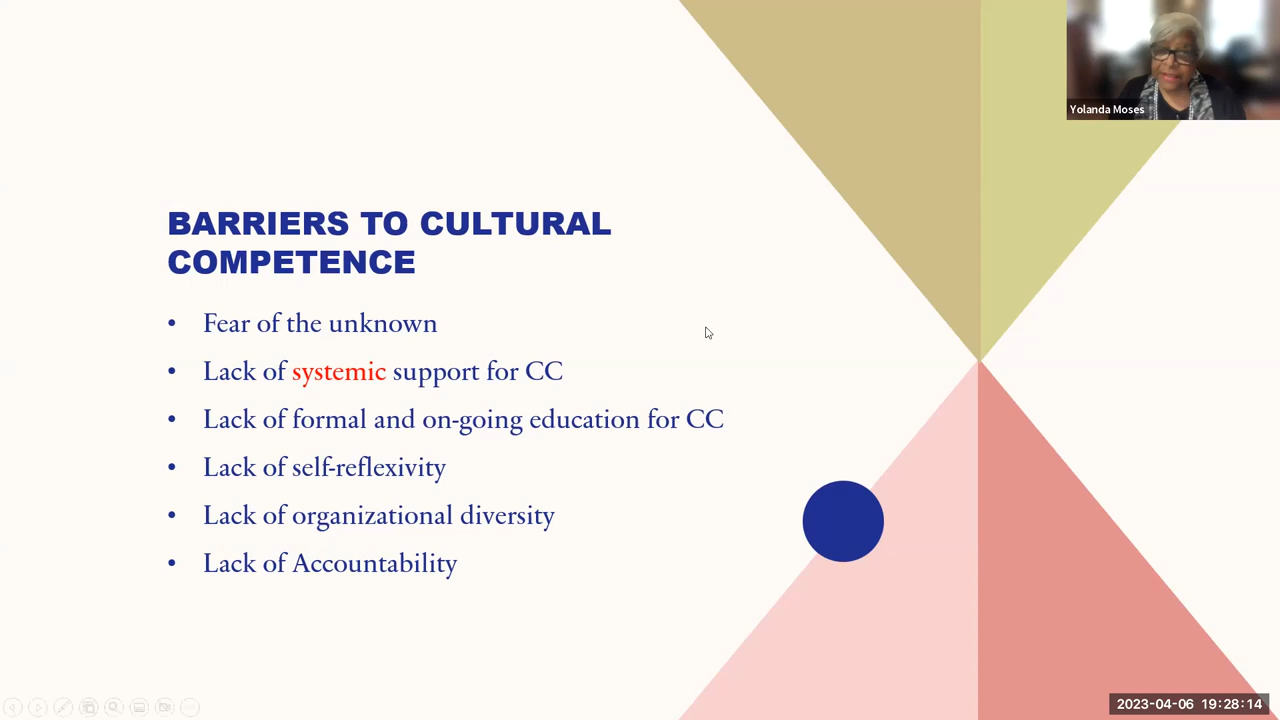 Yolanda Moses
BARRIERS TO CULTURAL
COMPETENCE
• Fear of the unknown
• Lack of systemic support for CC
• Lack of formal and on-going education for CC
• Lack of self-reflexivity
• Lack of organizational diversity
• Lack of Accountability
2023-04-06 19:28:14